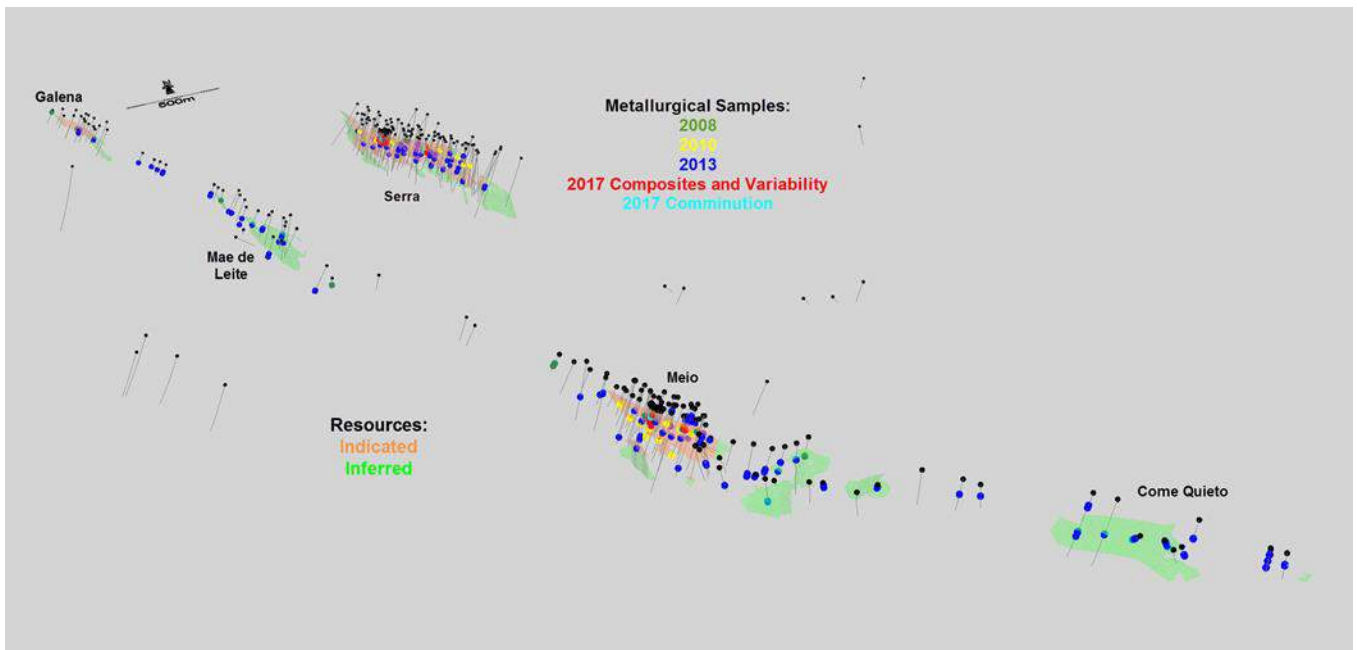 Galena
500m
Metallurgical Samples:
2008
2010
2013
2017 Composites and Variability
2017 Comminution
Serra
Mae de
Leite
Meio
Resources:
Indicated
Inferred
Come Quieto